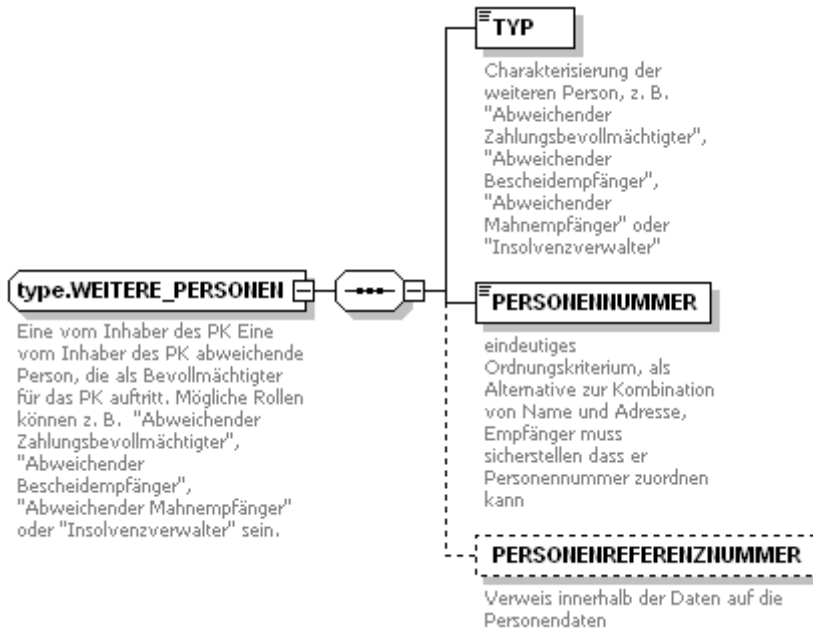 TYP
Charakterisierung der
weiteren Person, z. B.
"Abweichender
Zahlungsbevollmächtigter",
"Abweichender
Bescheidempfänger",
"Abweichender
Mahnempfänger" oder
"Insolvenzverwalter"
type.WEITERE_PERSONEN
Eine vom Inhaber des PK Eine
vom Inhaber des PK abweichende
Person, die als Bevollmächtigter
für das PK auftritt. Mögliche Rollen
können z. B. "Abweichender
Zahlungsbevollmächtigter",
"Abweichender
Bescheidempfänger",
"Abweichender Mahnempfänger"
oder "Insolvenzverwalter" sein.
PERSONENNUMMER
eindeutiges
Ordnungskriterium, als
Alternative zur Kombination
von Name und Adresse,
Empfänger muss
sicherstellen dass er
Personennummer zuordnen
kann
PERSONENREFERENZNUMMER
Verweis innerhalb der Daten auf die
Personendaten